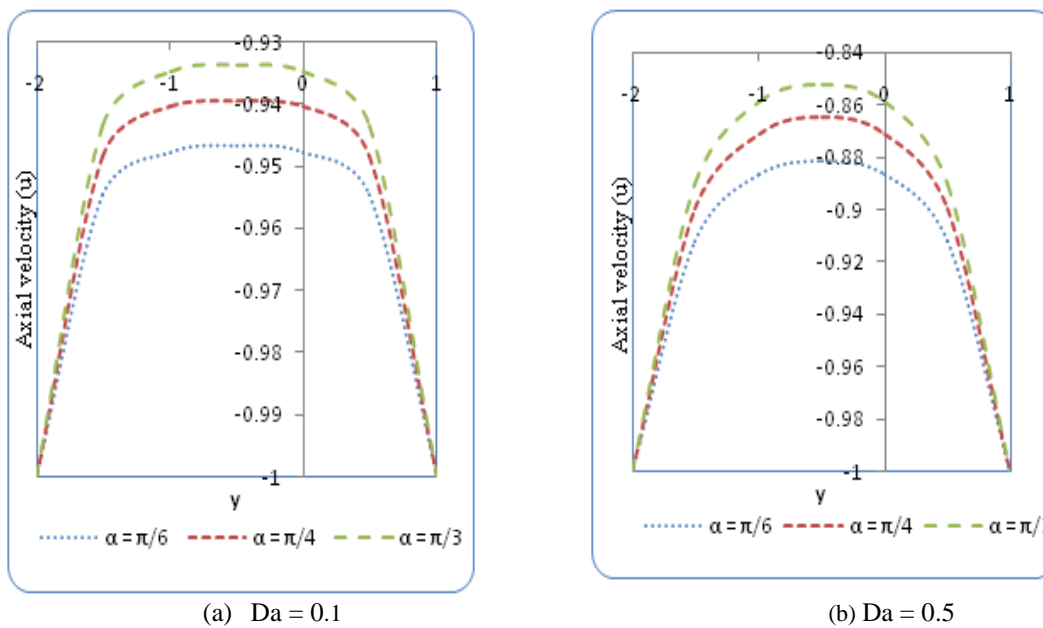 -0.93
-2 -1 0 1
-0.94
-0.95
-0.96
-0.97
-0.98
-0.99
-1
Axial velocity (u)
y
α = π/6 α = π/4 α = π/3
(a) Da = 0.1
-0.84
-2 -1 0 1
-0.86
-0.88
-0.9
-0.92
-0.94
-0.96
-0.98
-1
Axial velocity (u)
y
α = π/6 α = π/4 α = π/
(b) Da = 0.5